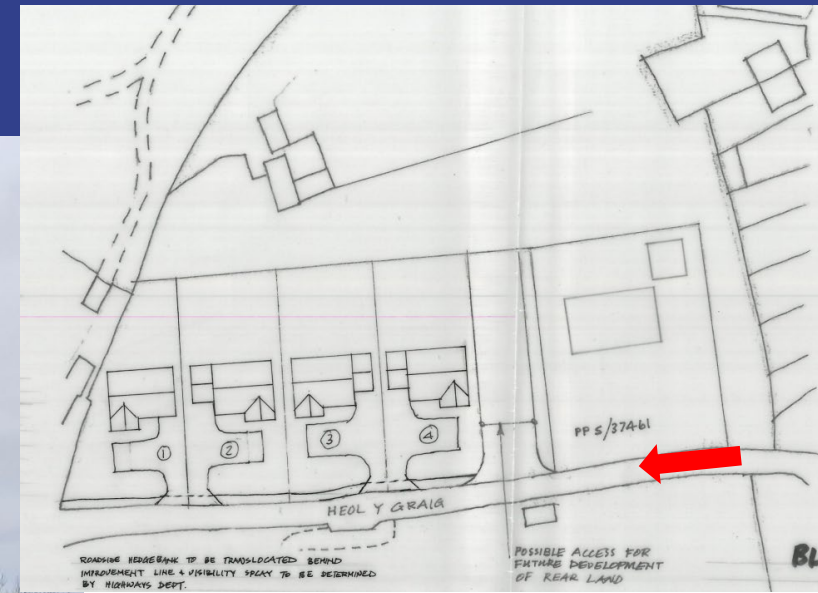 ①
②
③
④
PP S/37461
HEOL Y GRAIG
ROADSIDE HEDGEBANK TO BE TRANSLOCATED BEHIND
IMPROVEMENT LINE & VISIBILITY SPLAY TO BE DETERMINED
BY HIGHWAYS DEPT.
POSSIBLE ACCESS FOR
FUTURE DEVELOPMENT
OF REAR LAND
BL